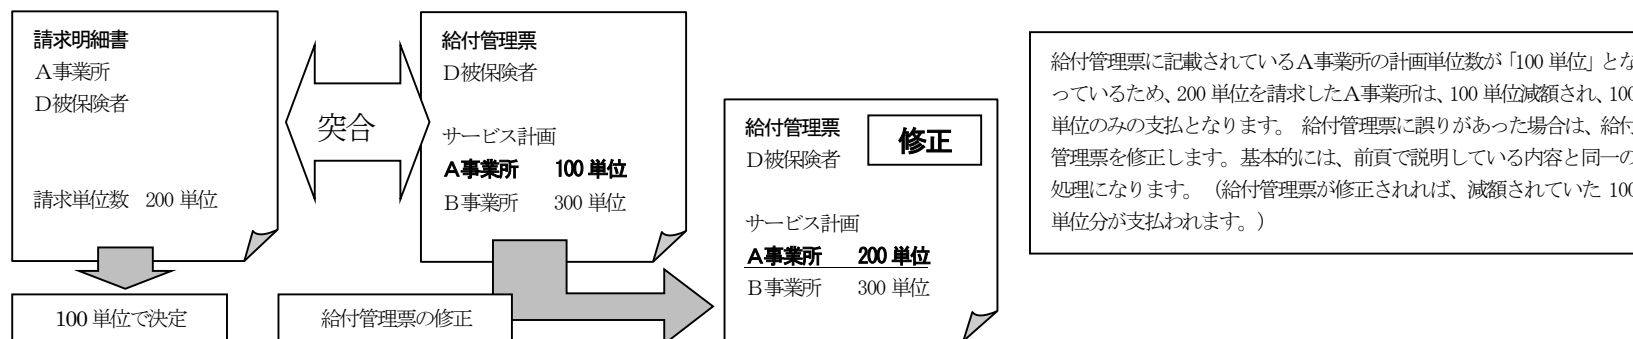 請求明細書
A事業所
D被保険者
請求単位数 200 単位
突合
給付管理票
D被保険者
サービス計画
A事業所 100 単位
B事業所 300 単位
100 単位で決定
給付管理票の修正
給付管理票
修正
D被保険者
サービス計画
A事業所 200 単位
B事業所 300 単位
給付管理票に記載されているA事業所の計画単位数が「100 単位」とな
っているため、200 単位を請求したA事業所は、100 単位減額され、100
単位のみの支払となります。 給付管理票に誤りがあった場合は、給付
管理票を修正します。基本的には、前頁で説明している内容と同一の
処理になります。 （給付管理票が修正されれば、減額されていた 100
単位分が支払われます。）